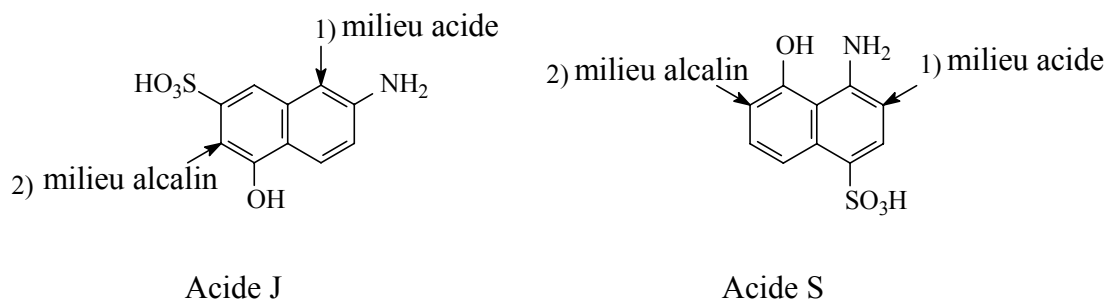 1) milieu acide
HO₃S
NH₂
2) milieu alcalin
OH
Acide J
OH
NH₂
2) milieu alcalin
1) milieu acide
SO₃H
Acide S